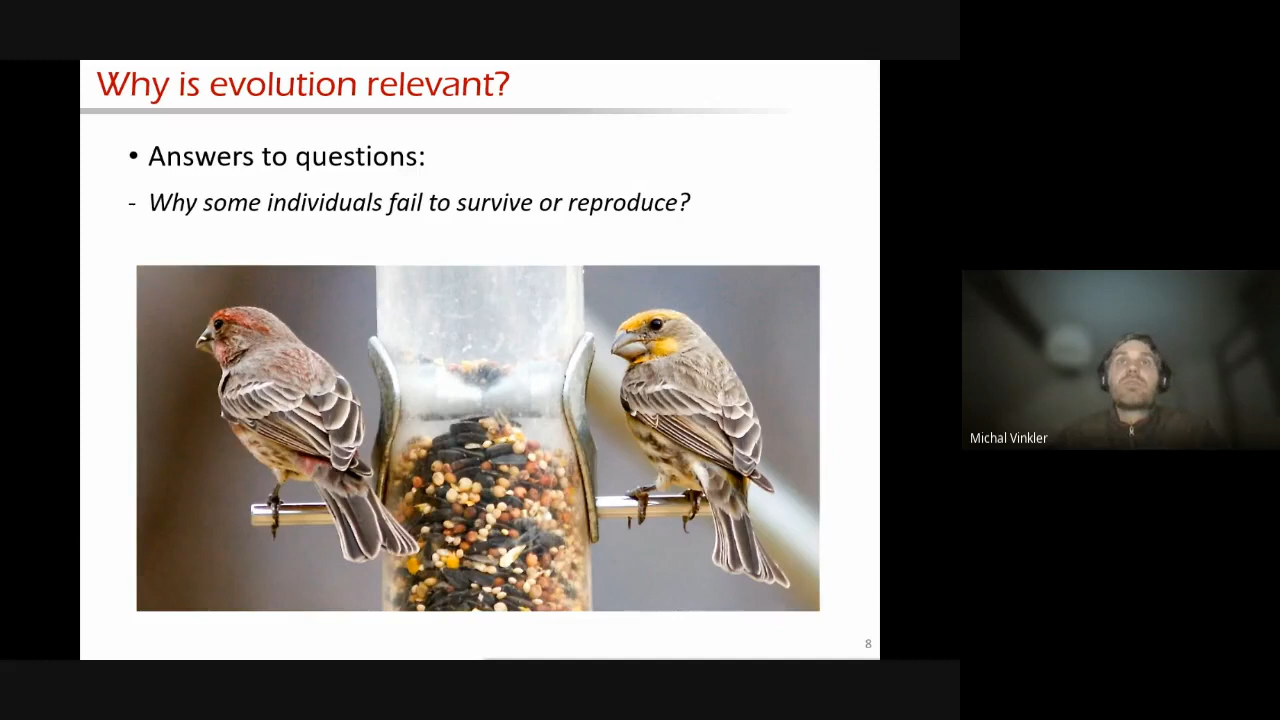 Why is evolution relevant?
• Answers to questions:
- Why some individuals fail to survive or reproduce?
8
Michal Vinkler